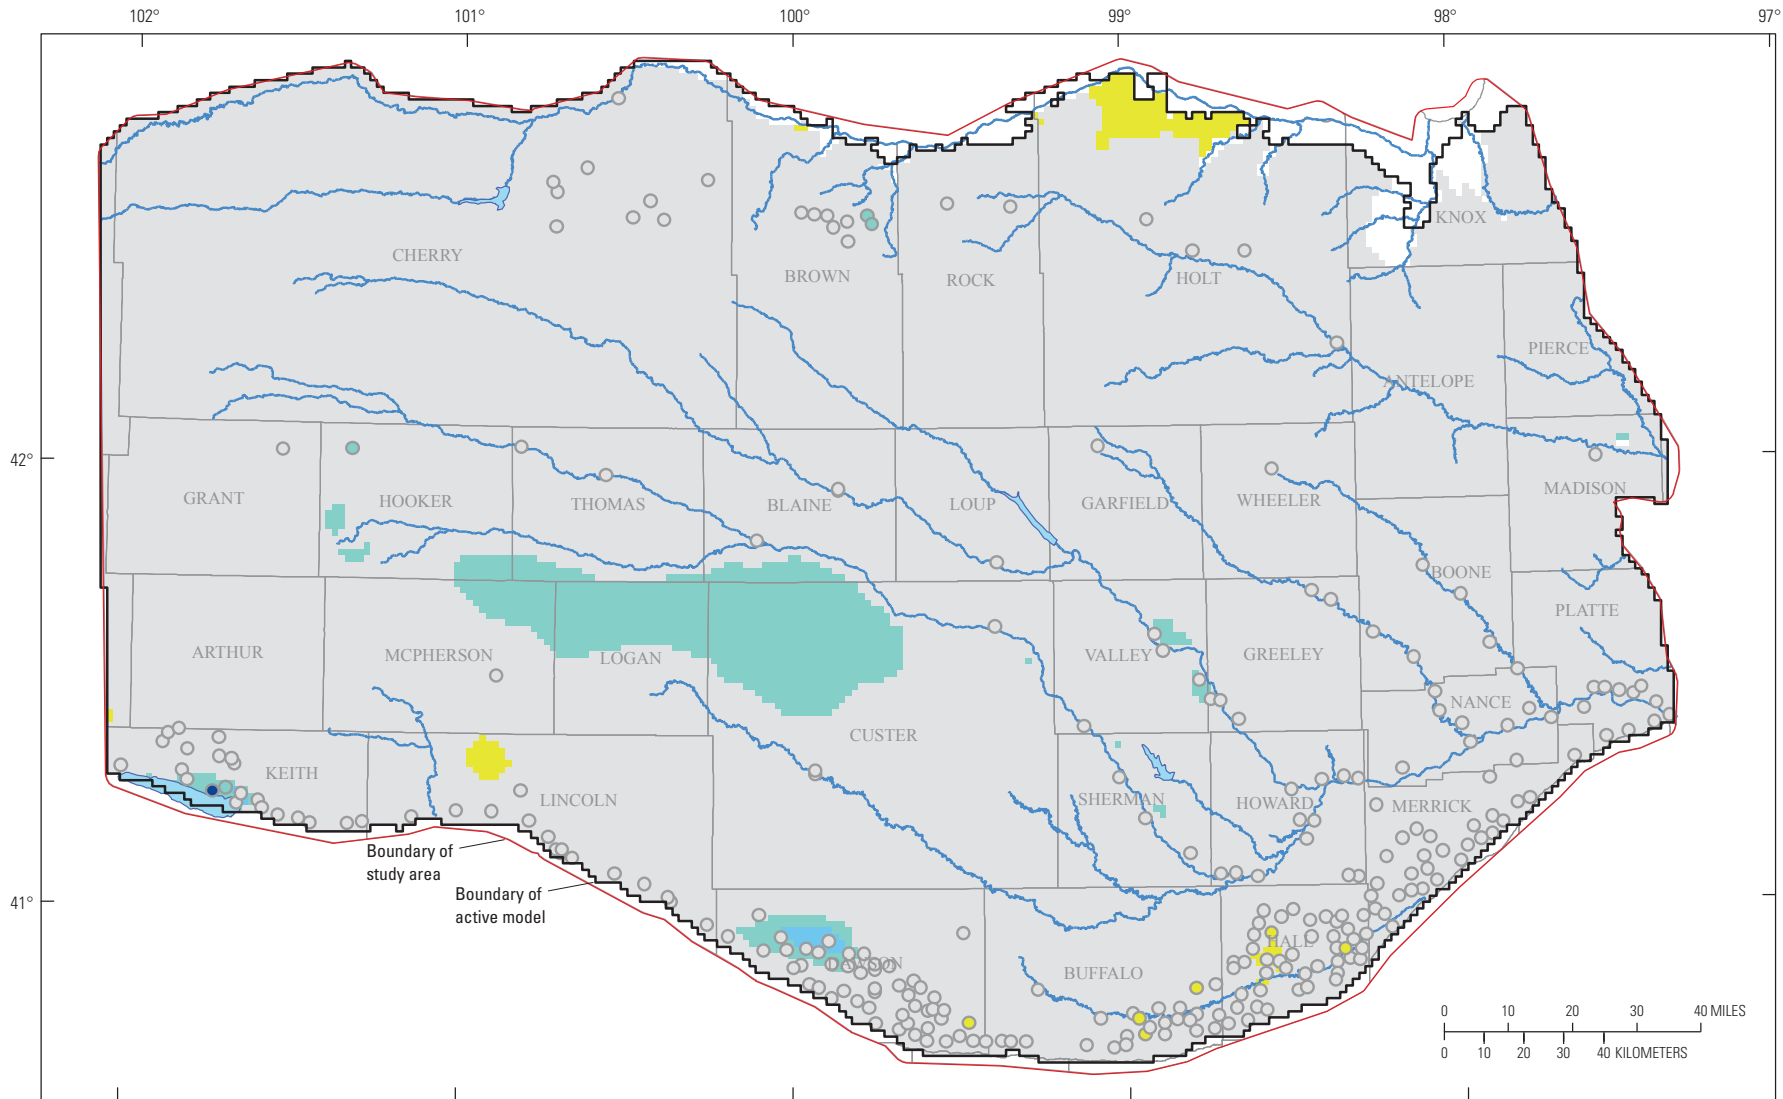 102° 101° 100° 99° 98° 97°
KNOX
CHERRY
BROWN ROCK HOLT
PIERCE
ANTELOPE
42°
GRANT HOOKER THOMAS BLAINE LOUP GARFIELD WHEELER MADISON
BOONE
PLATTE
ARTHUR MCPHERSON LOGAN VALLEY GREELEY
NANCE
CUSTER
KEITH LINCOLN SHERMAN HOWARD MERRICK
Boundary of
study area
Boundary of
active model
41°
HALE
DAWSON BUFFALO
0 10 20 30 40 MILES
0 10 20 30 40 KILOMETERS